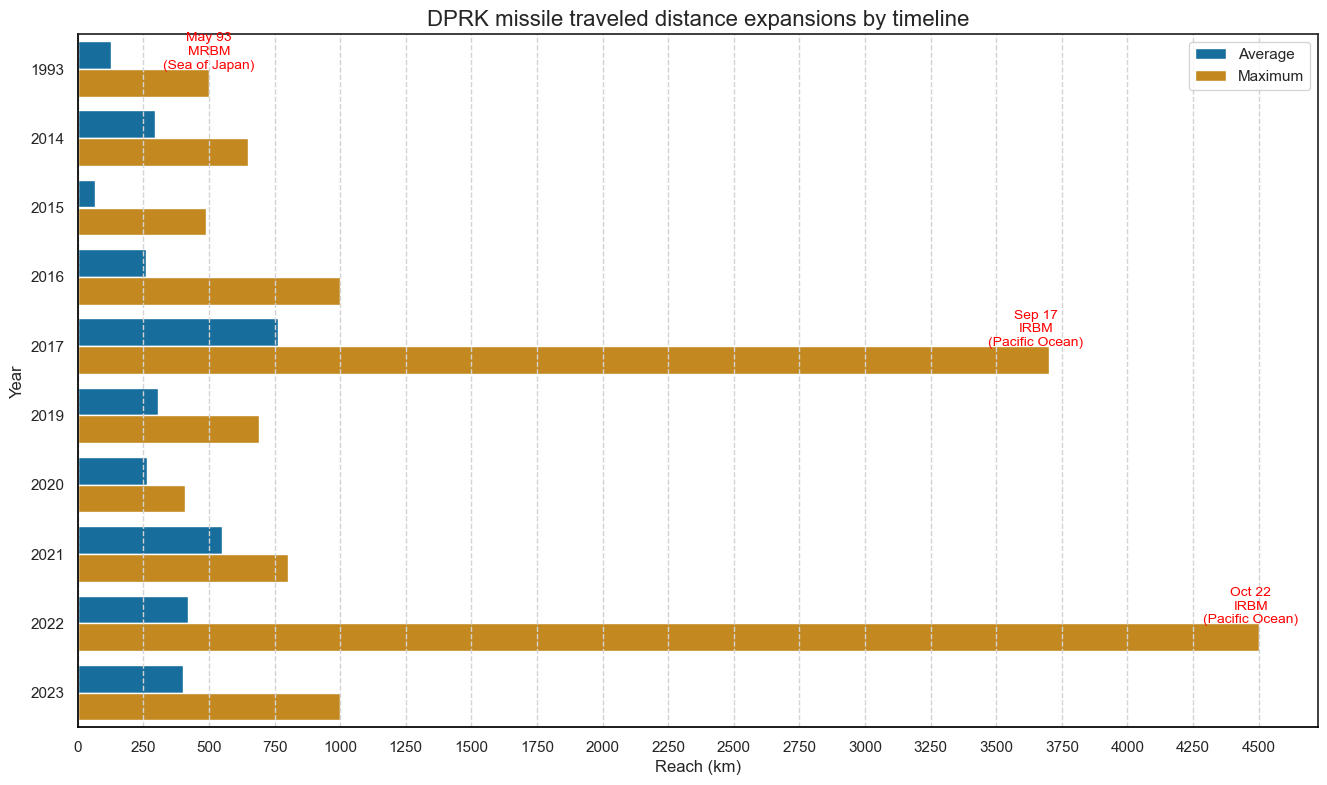 DPRK missile traveled distance expansions by timeline
May 93
MRBM
(Sea of Japan)
Average
Maximum
1993
2014
2015
2016
Sep 17
IRBM
(Pacific Ocean)
2017
Year
2019
2020
2021
Oct 22
IRBM
(Pacific Ocean)
2022
2023
0 250 500 750 1000 1250 1500 1750 2000 2250 2500 2750 3000 3250 3500 3750 4000 4250 4500
Reach (km)